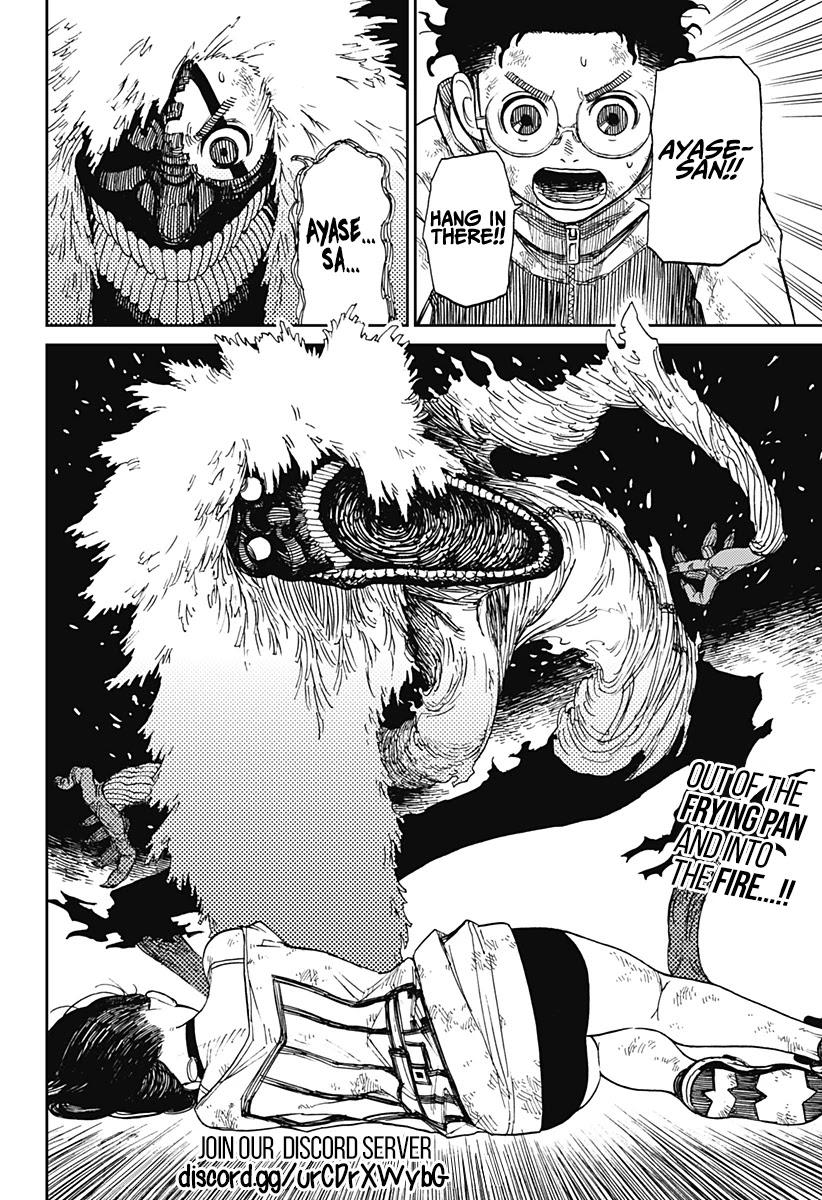 AYASE-
SAN!!
HANG IN
THERE!!
AYASE...
SA...
OUT OF THE
FRYING PAN
AND INTO
THE FIRE....!!
JOIN OUR DISCORD SERVER
discord.gg/urCDrXWybG